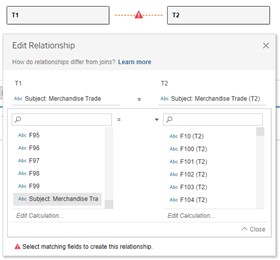 T1
T2
Edit Relationship
How do relationships differ from joins? Learn more
T1
T2
Abc Subject: Merchandise Trade = Abc Subject: Merchandise Trade (T2)
=
Abc F95
Abc F96
Abc F97
Abc F98
Abc F99
Abc Subject: Merchandise Tra
Edit Calculation...
Abc F10 (T2)
Abc F100 (T2)
Abc F101 (T2)
Abc F102 (T2)
Abc F103 (T2)
Abc F104 (T2)
Edit Calculation...
Close
Select matching fields to create this relationship.